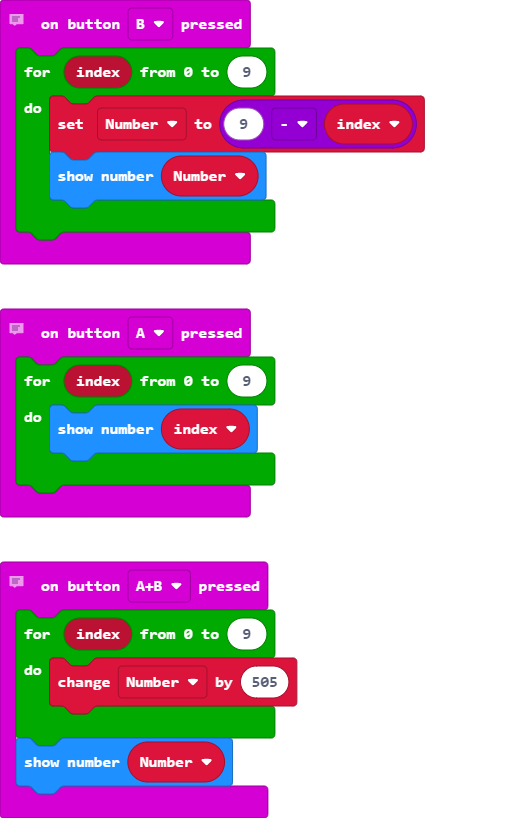 on button B pressed
for index from 0 to 9
do
set Number to 9 - index
show number Number
on button A pressed
for index from 0 to 9
do
show number index
on button A+B pressed
for index from 0 to 9
do
change Number by 505
show number Number